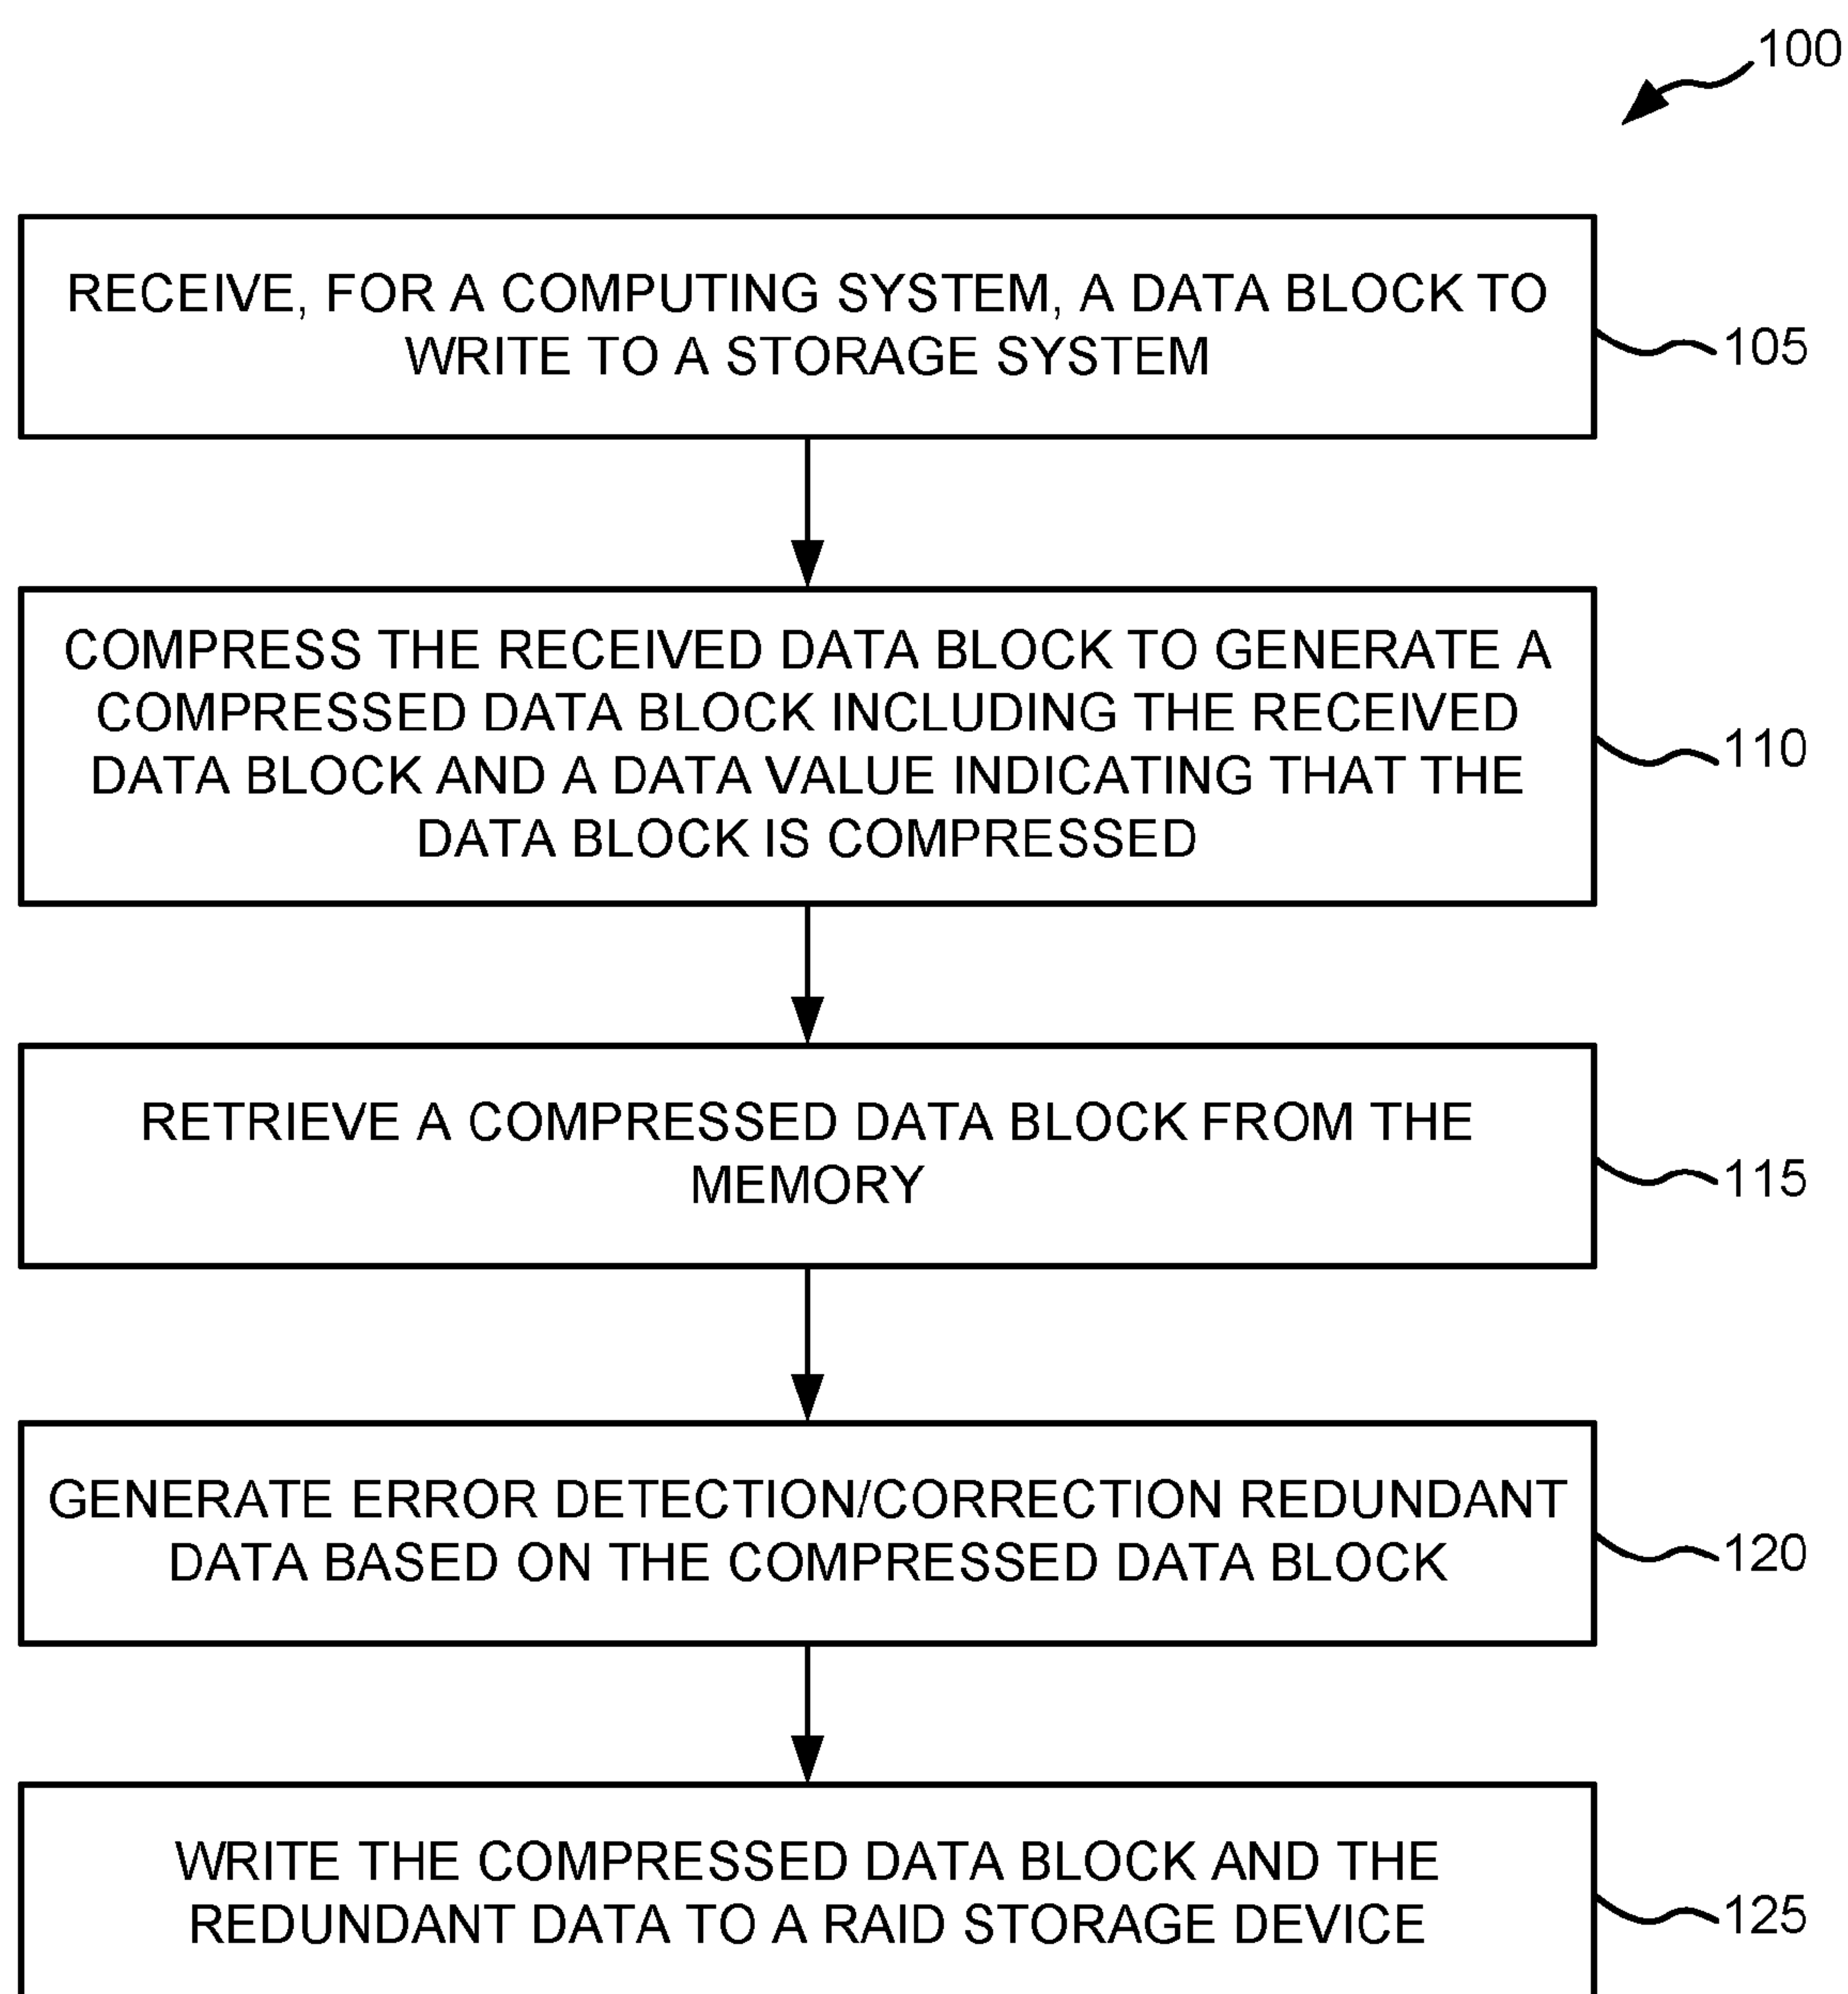 100
RECEIVE, FOR A COMPUTING SYSTEM, A DATA BLOCK TO
WRITE TO A STORAGE SYSTEM
105
COMPRESS THE RECEIVED DATA BLOCK TO GENERATE A
COMPRESSED DATA BLOCK INCLUDING THE RECEIVED
DATA BLOCK AND A DATA VALUE INDICATING THAT THE
DATA BLOCK IS COMPRESSED
110
RETRIEVE A COMPRESSED DATA BLOCK FROM THE
MEMORY
115
GENERATE ERROR DETECTION/CORRECTION REDUNDANT
DATA BASED ON THE COMPRESSED DATA BLOCK
120
WRITE THE COMPRESSED DATA BLOCK AND THE
REDUNDANT DATA TO A RAID STORAGE DEVICE
125